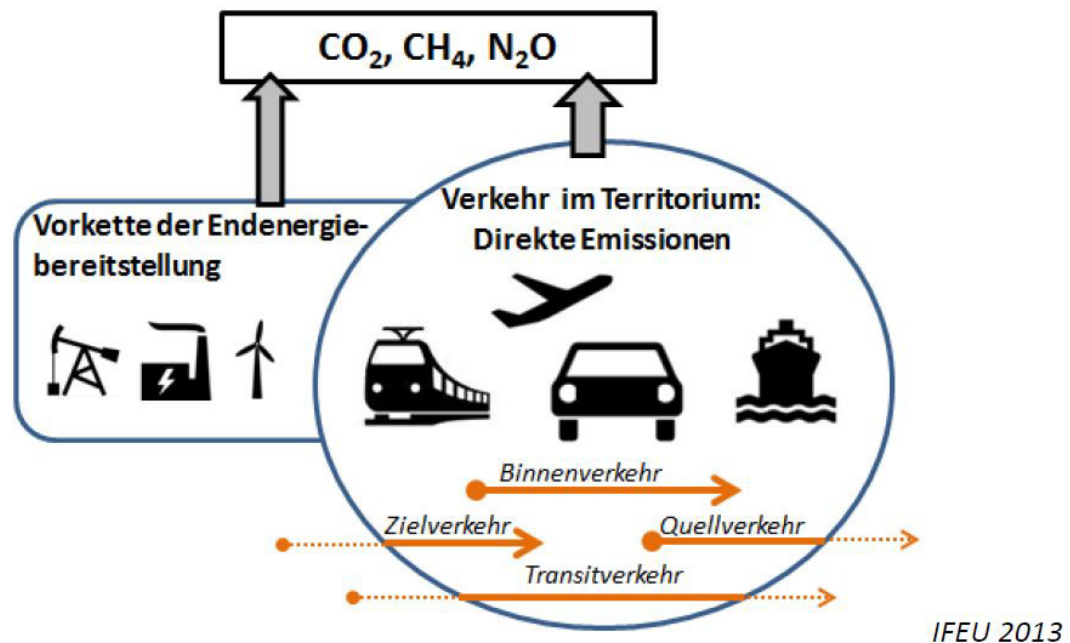 CO₂, CH₄, N₂O
Vorkette der Endenergie-
bereitstellung
Verkehr im Territorium:
Direkte Emissionen
Binnenverkehr
Zielverkehr
Quellverkehr
Transitverkehr
IFEU 2013